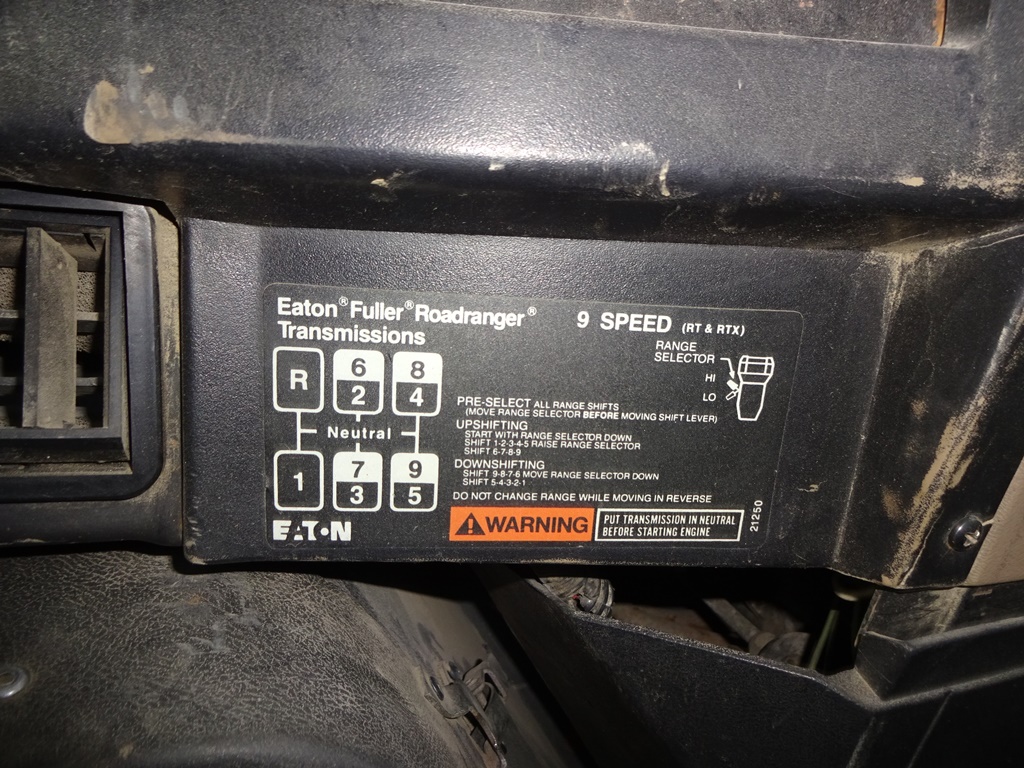 Eaton® Fuller® Roadranger® 9 SPEED (RT & RTX)
Transmissions
RANGE
SELECTOR
HI
LO
R 6 8
2 4
Neutral
1 7 9
3 5
PRE-SELECT ALL RANGE SHIFTS
(MOVE RANGE SELECTOR BEFORE MOVING SHIFT LEVER)
UPSHIFTING
START WITH RANGE SELECTOR DOWN
SHIFT 1-2-3-4-5 RAISE RANGE SELECTOR
SHIFT 6-7-8-9
DOWNSHIFTING
SHIFT 9-8-7-6 MOVE RANGE SELECTOR DOWN
SHIFT 5-4-3-2-1
DO NOT CHANGE RANGE WHILE MOVING IN REVERSE
EATON
WARNING
PUT TRANSMISSION IN NEUTRAL
BEFORE STARTING ENGINE
21250